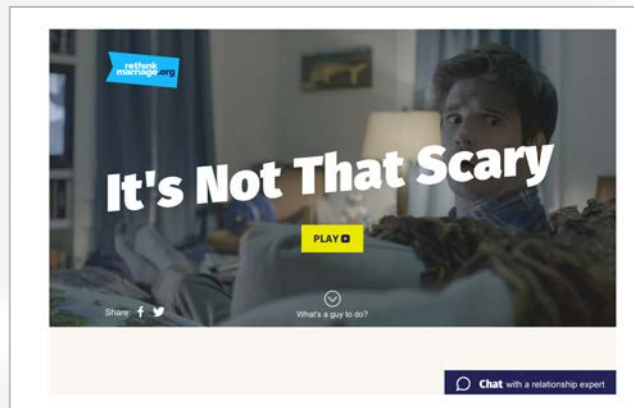 rethink
marriage.org
It's Not That Scary
PLAY
Share
What's a guy to do?
Chat with a relationship expert